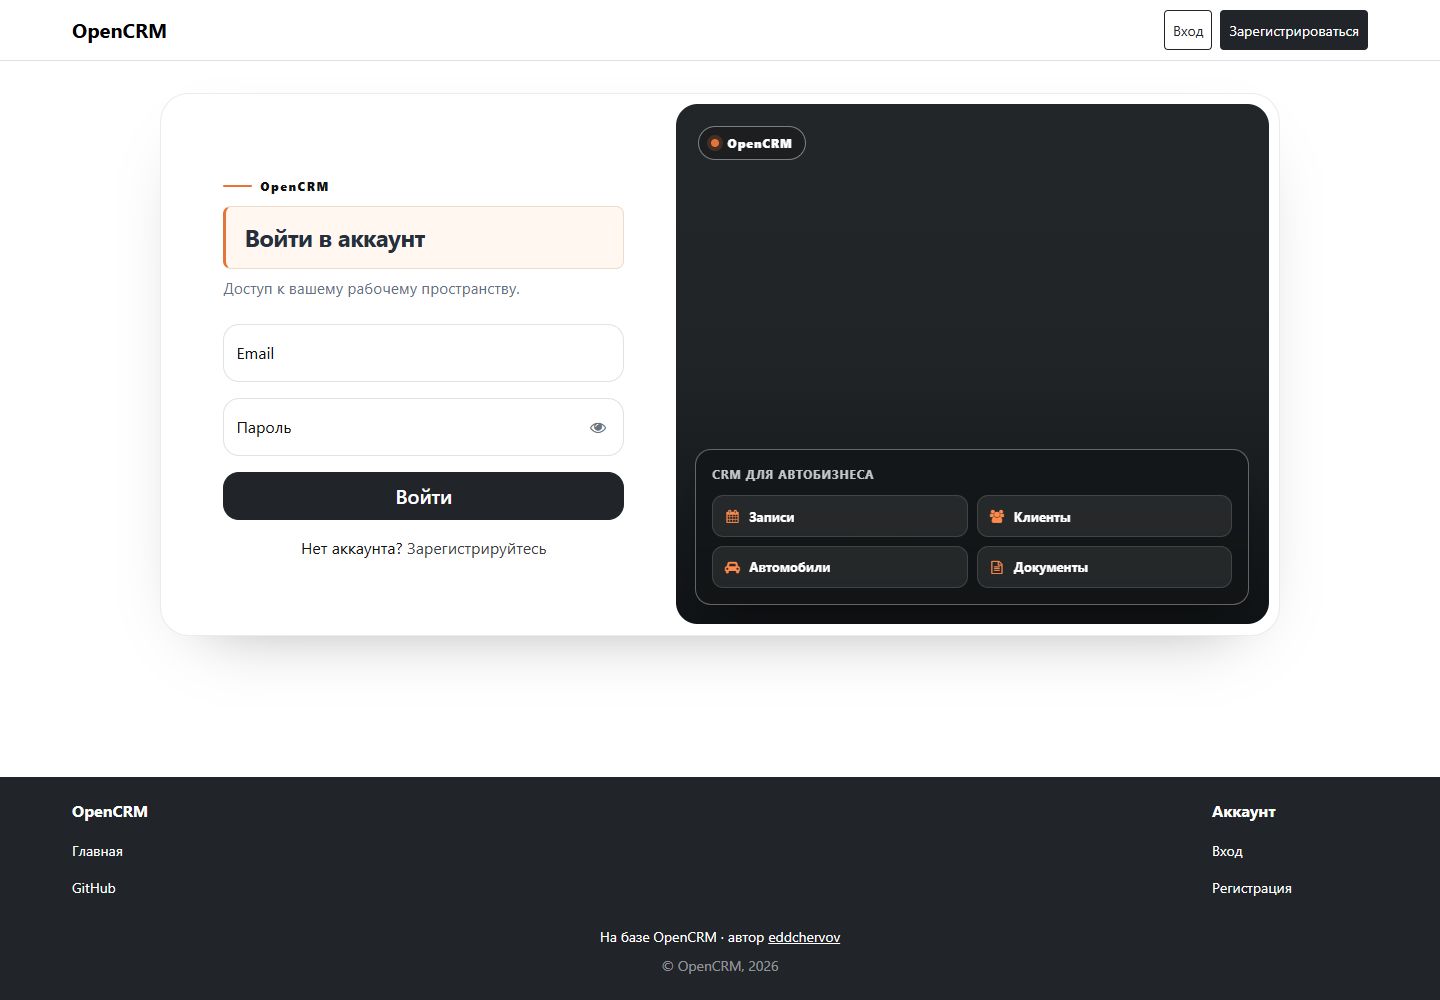 OpenCRM
Вход
Зарегистрироваться
OpenCRM
Войти в аккаунт
Доступ к вашему рабочему пространству.
Email
Пароль
Войти
Нет аккаунта? Зарегистрируйтесь
OpenCRM
CRM ДЛЯ АВТОБИЗНЕСА
Записи
Клиенты
Автомобили
Документы
OpenCRM
Главная
GitHub
Аккаунт
Вход
Регистрация
На базе OpenCRM · автор eddchervov
© OpenCRM, 2026